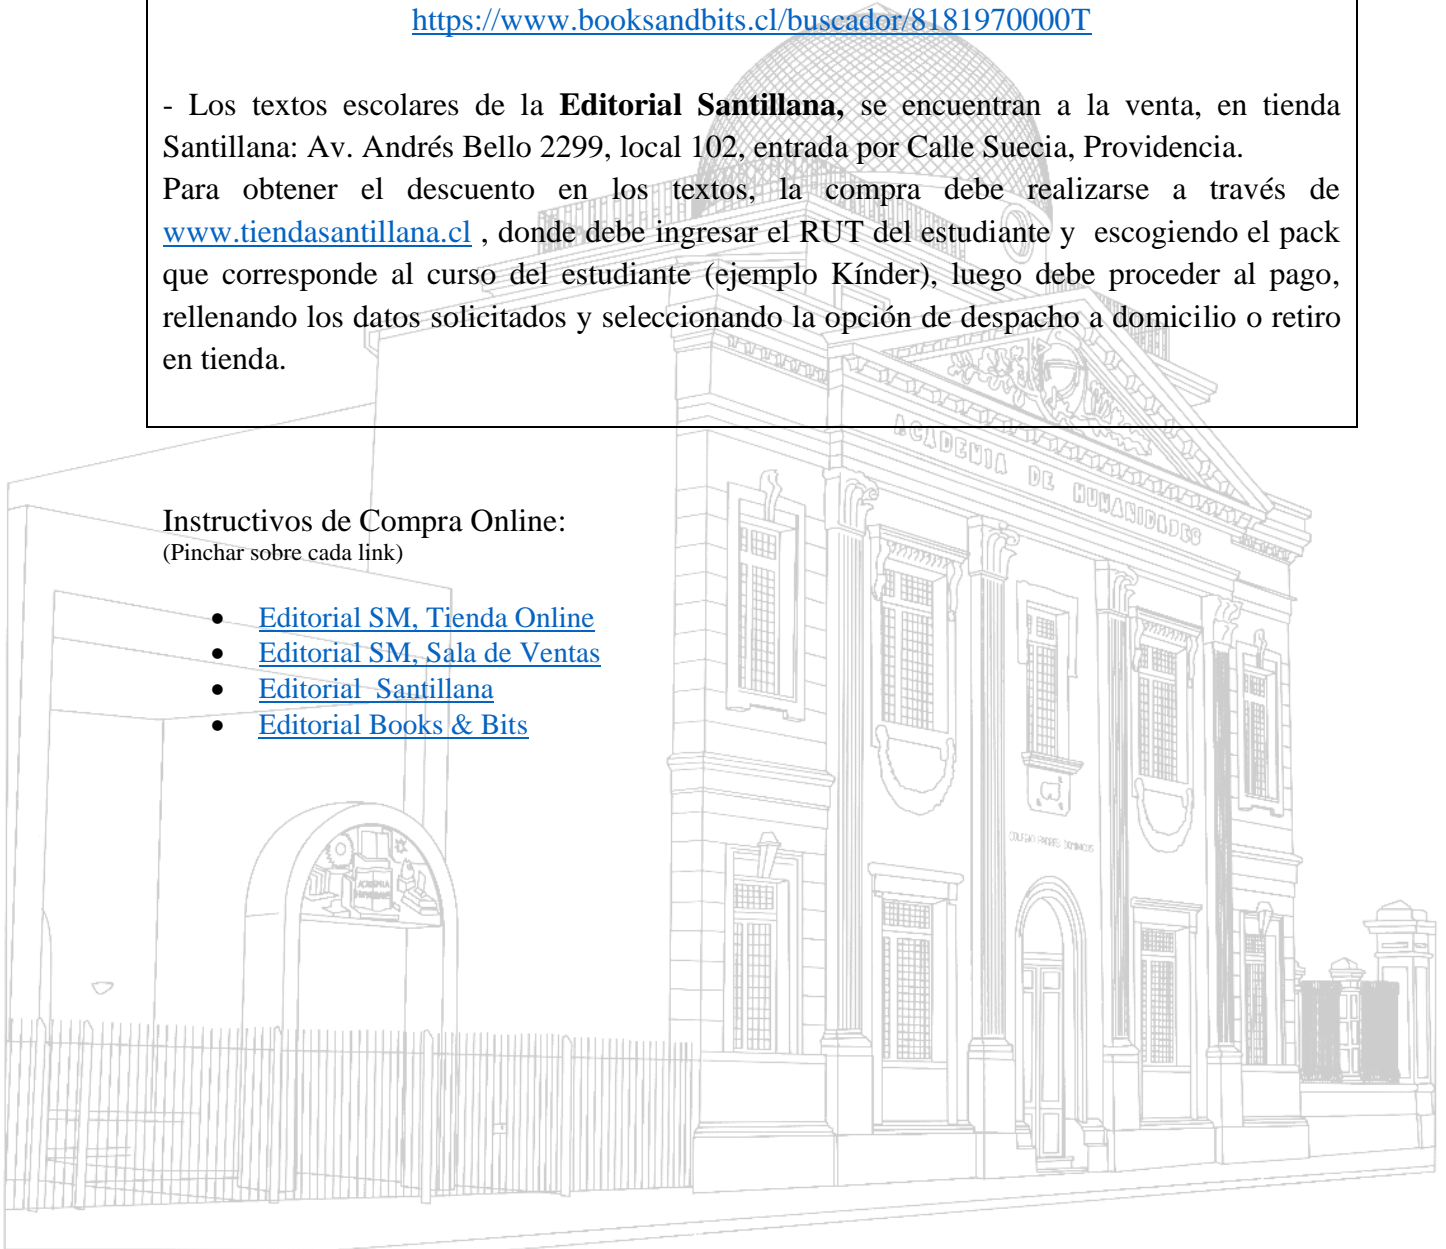 https://www.booksandbits.cl/buscador/8181970000T
- Los textos escolares de la Editorial Santillana, se encuentran a la venta, en tienda
Santillana: Av. Andrés Bello 2299, local 102, entrada por Calle Suecia, Providencia.
Para obtener el descuento en los textos, la compra debe realizarse a través de
www.tiendasantillana.cl , donde debe ingresar el RUT del estudiante y escogiendo el pack
que corresponde al curso del estudiante (ejemplo Kínder), luego debe proceder al pago,
rellenando los datos solicitados y seleccionando la opción de despacho a domicilio o retiro
en tienda.
ACADEMIA DE HUMANIDADES
Instructivos de Compra Online:
(Pinchar sobre cada link)
• Editorial SM, Tienda Online
• Editorial SM, Sala de Ventas
• Editorial Santillana
• Editorial Books & Bits
COLEGIO PADRES DOMINICOS